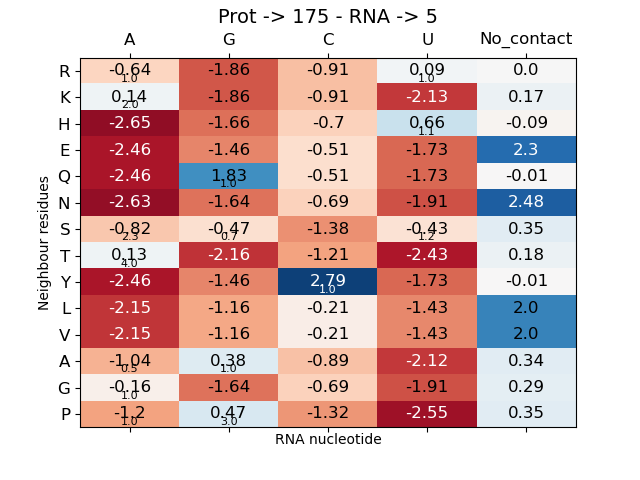 Prot -> 175 - RNA -> 5
A G C U No_contact
R -0.64 -1.86 -0.91 0.09 0.0
1.0 1.0
K 0.14 -1.86 -0.91 -2.13 0.17
2.0
H -2.65 -1.66 -0.7 0.66 -0.09
1.1
E -2.46 -1.46 -0.51 -1.73 2.3
Q -2.46 1.83 -0.51 -1.73 -0.01
1.0
N -2.63 -1.64 -0.69 -1.91 2.48
S -0.82 -0.47 -1.38 -0.43 0.35
2.3 0.7 1.2
T 0.13 -2.16 -1.21 -2.43 0.18
4.0
Y -2.46 -1.46 2.79 -1.73 -0.01
1.0
L -2.15 -1.16 -0.21 -1.43 2.0
V -2.15 -1.16 -0.21 -1.43 2.0
A -1.04 0.38 -0.89 -2.12 0.34
0.5 1.0
G -0.16 -1.64 -0.69 -1.91 0.29
1.0
P -1.2 0.47 -1.32 -2.55 0.35
1.0 3.0
Neighbour residues
RNA nucleotide